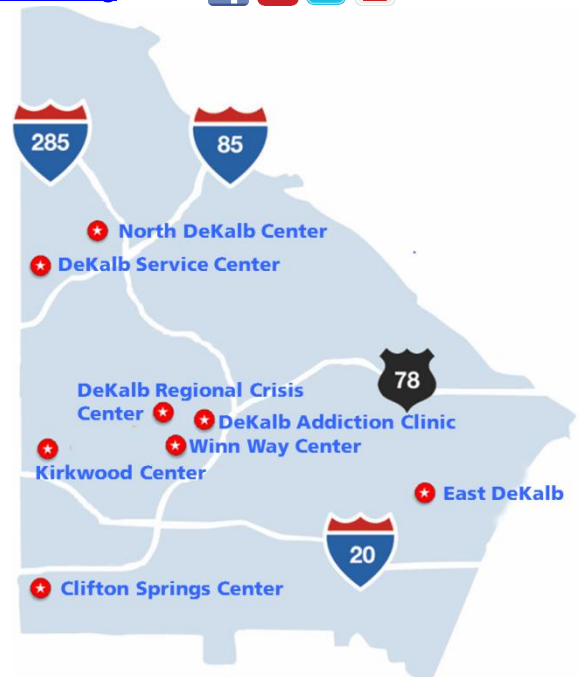 285
85
North DeKalb Center
DeKalb Service Center
78
DeKalb Regional Crisis
Center
DeKalb Addiction Clinic
Winn Way Center
Kirkwood Center
East DeKalb
20
Clifton Springs Center